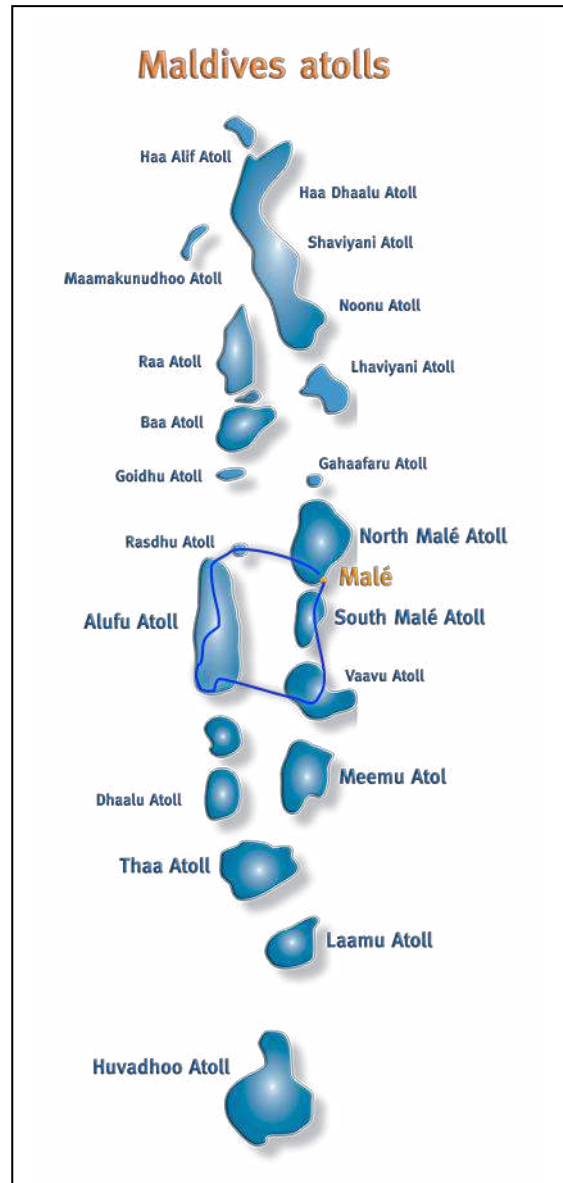 Maldives atolls
Haa Alif Atoll
Haa Dhaalu Atoll
Shaviyani Atoll
Maamakunudhoo Atoll
Noonu Atoll
Raa Atoll
Lhaviyani Atoll
Baa Atoll
Gahaafaru Atoll
Goidhu Atoll
North Malé Atoll
Rasdhu Atoll
Malé
Alufu Atoll
South Malé Atoll
Vaavu Atoll
Meemu Atol
Dhaalu Atoll
Thaa Atoll
Laamu Atoll
Huvadhoo Atoll